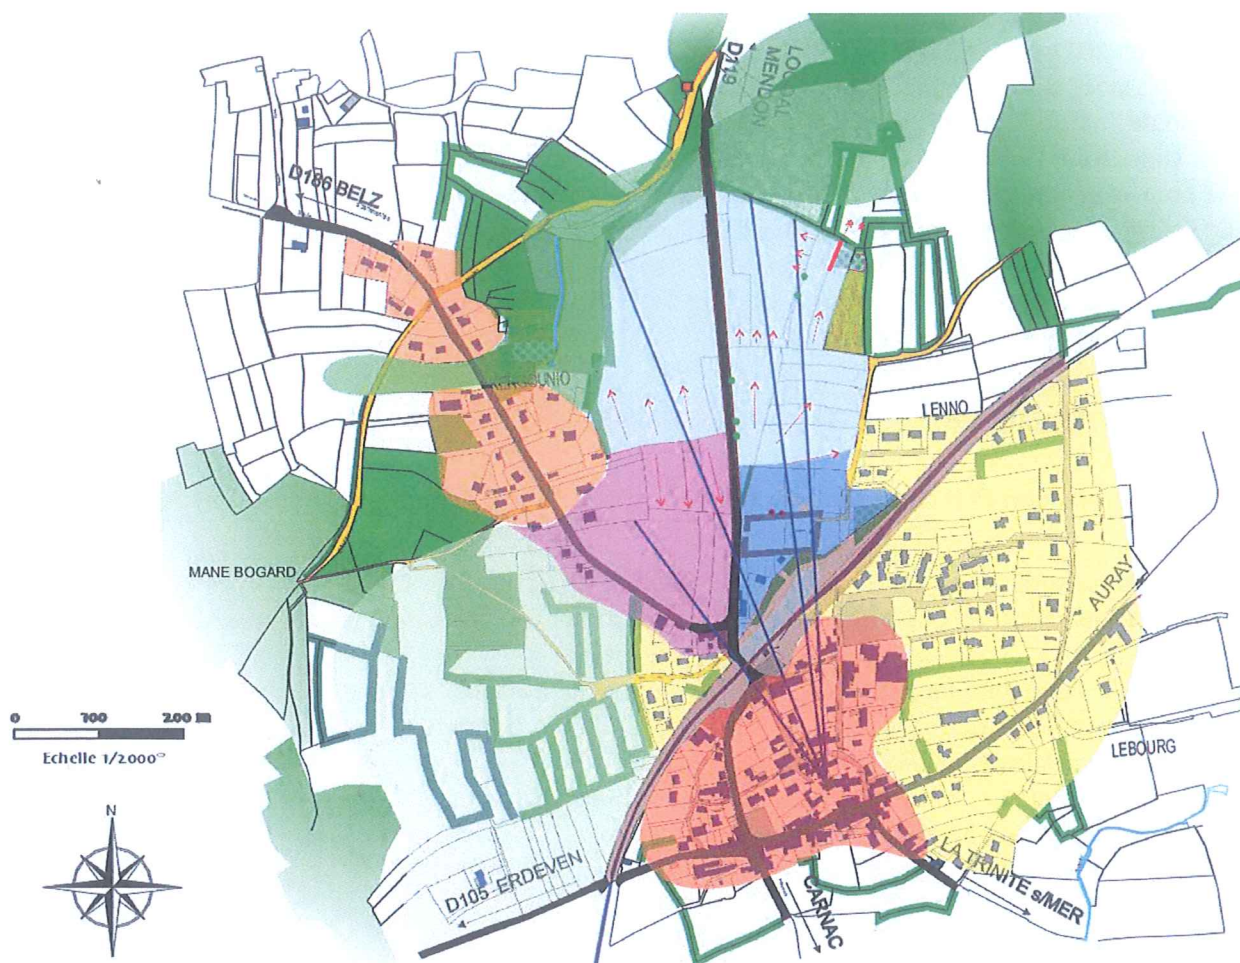 D119
LOCOAL
MENDON
D186 BELZ
LENNO
MANE BOGARD
AURAY
0 100 200 m
Echelle 1/2000°
LEBOURG
N
D105 ERDEVEN
LA TRINITE s/MER
CARNAC